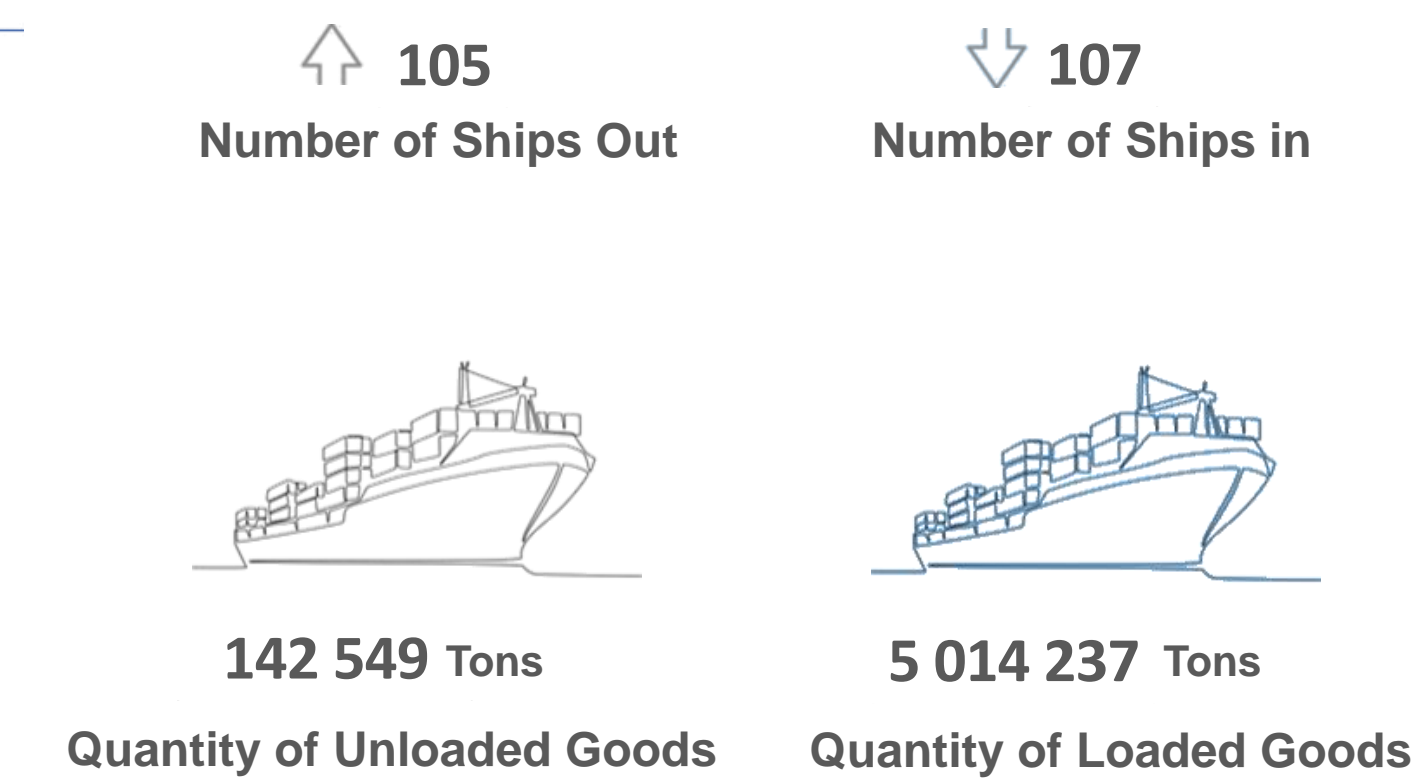 105
Number of Ships Out
107
Number of Ships in
142 549 Tons
Quantity of Unloaded Goods
5 014 237 Tons
Quantity of Loaded Goods